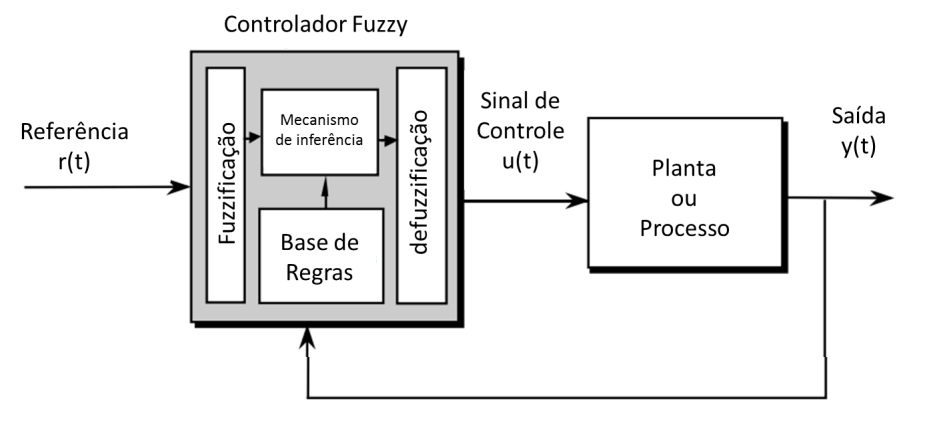 Controlador Fuzzy
Referência
r(t)
Fuzzificação
Mecanismo
de inferência
Base de
Regras
defuzzificação
Sinal de
Controle
u(t)
Planta
ou
Processo
Saída
y(t)